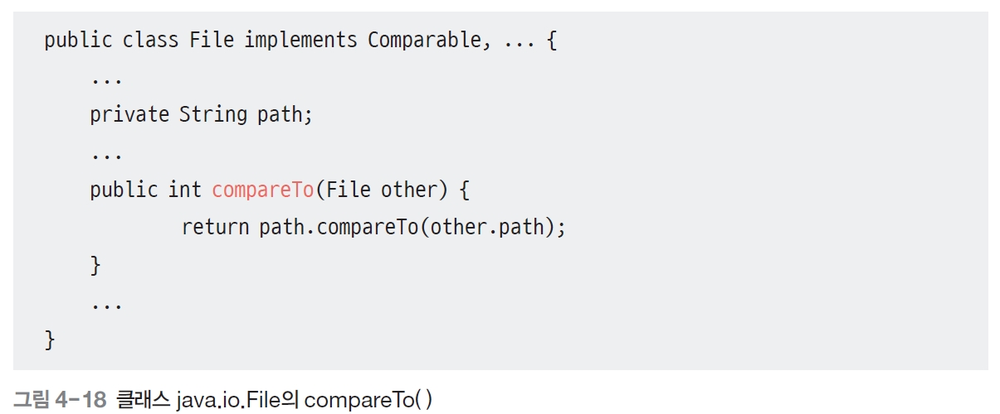 public class File implements Comparable, ... {
...
private String path;
...
public int compareTo(File other) {
return path.compareTo(other.path);
}
...
}
그림 4-18 클래스 java.io.File의 compareTo( )